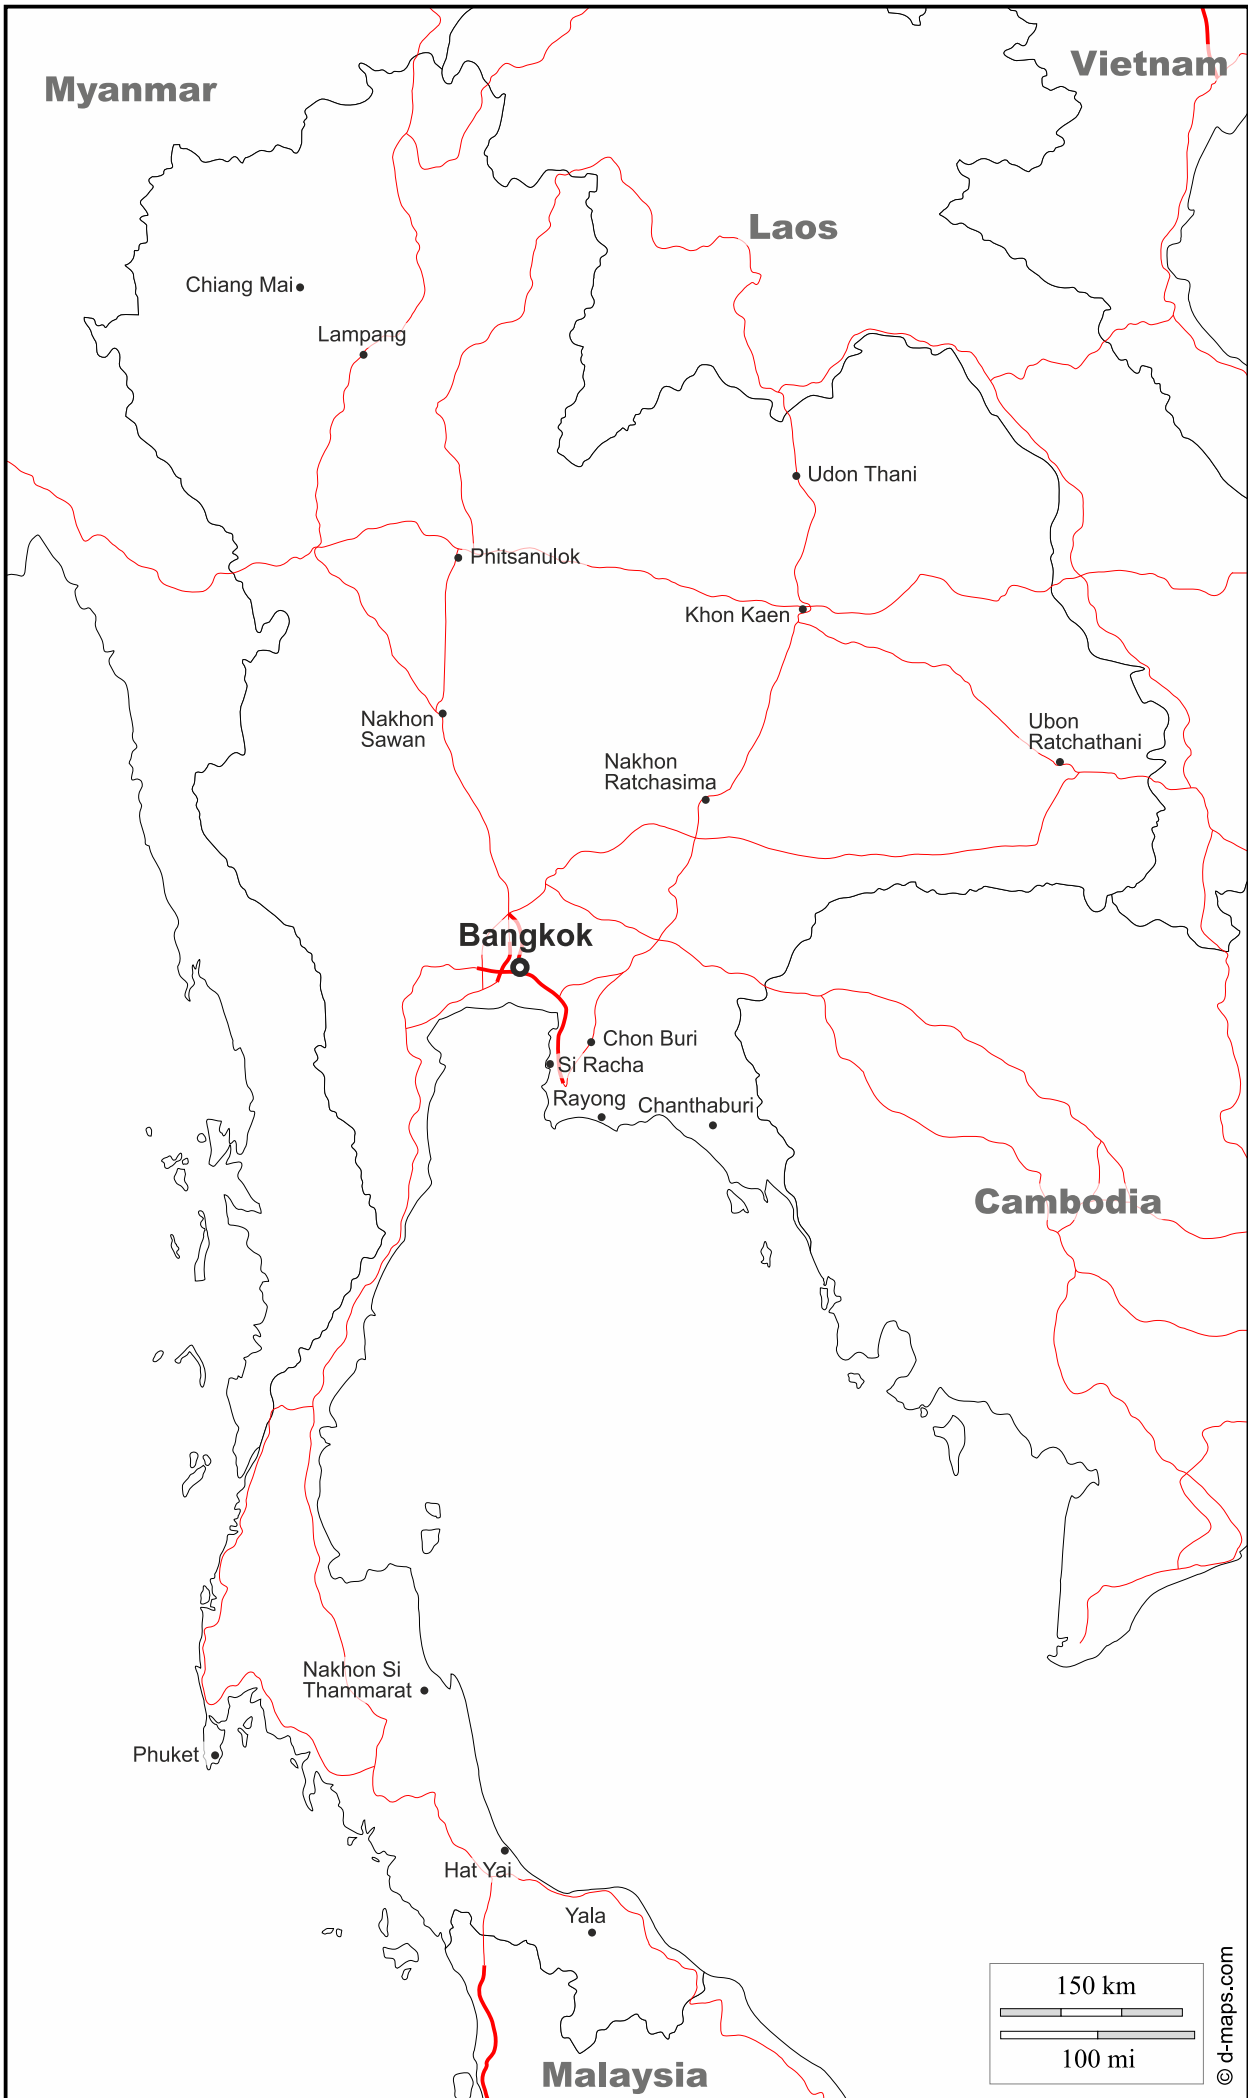 Vietnam
Myanmar
Laos
Chiang Mai
Lampang
Udon Thani
Phitsanulok
Khon Kaen
Nakhon
Sawan
Ubon
Ratchathani
Nakhon
Ratchasima
Bangkok
Chon Buri
Si Racha
Rayong
Chanthaburi
Cambodia
Nakhon Si
Thammarat
Phuket
Hat Yai
Yala
Malaysia
150 km
100 mi
© d-maps.com